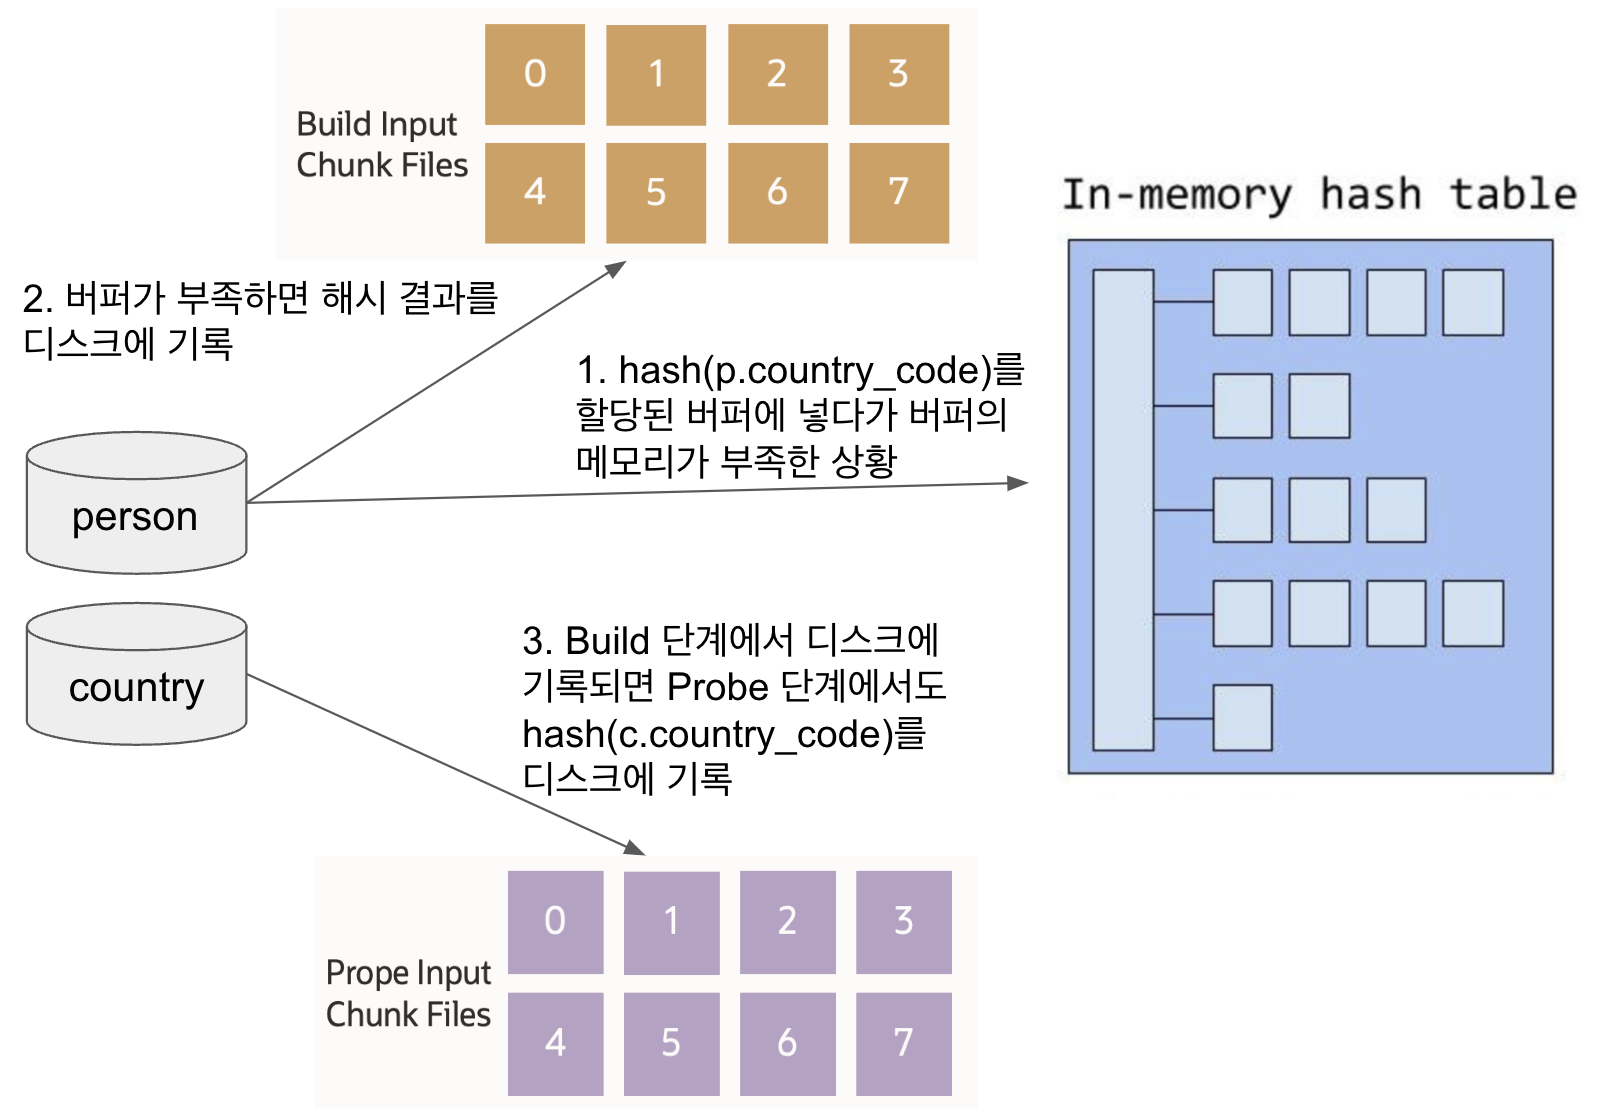 0 1 2 3
Build Input
Chunk Files
4 5 6 7
In-memory hash table
2. 버퍼가 부족하면 해시 결과를
디스크에 기록
1. hash(p.country_code)를
할당된 버퍼에 넣다가 버퍼의
메모리가 부족한 상황
person
country
3. Build 단계에서 디스크에
기록되면 Probe 단계에서도
hash(c.country_code)를
디스크에 기록
0 1 2 3
Prope Input
Chunk Files
4 5 6 7